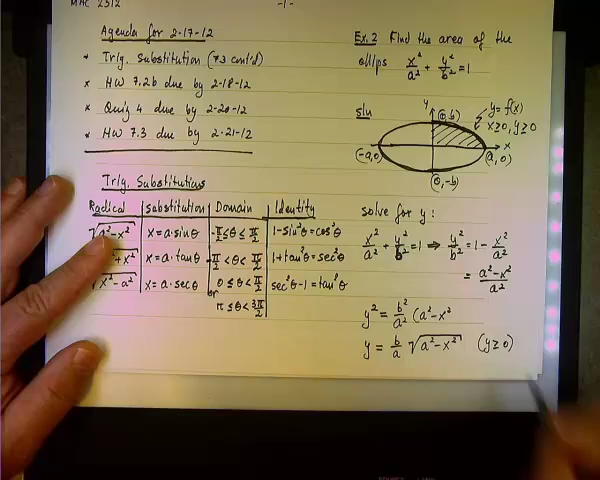 MAC 2312
-1-
Agenda for 2-17-12
* Trig. Substitution (7.3 cont'd)
* HW 7.2b due by 2-18-12
* Quiz 4 due by 2-20-12
* HW 7.3 due by 2-21-12
Trig. Substitutions
Radical | Substitution | Domain | Identity
√a²-x² | x = a·sinθ | -π/2 ≤ θ ≤ π/2 | 1-sin²θ = cos²θ
²+x² | x = a·tanθ | -π/2 < θ < π/2 | 1+tan²θ = sec²θ
√x²-a² | x = a·secθ | 0 ≤ θ < π/2 | sec²θ-1 = tan²θ
or
π ≤ θ < 3π/2
Ex. 2 Find the area of the
ellips x²/a² + y²/b² = 1
sln
y
(0,b)
y = f(x)
x≥0, y≥0
(-a,0)
x
(a,0)
(0,-b)
solve for y:
x²/a² + y²/b² = 1 ⇒ y²/b² = 1 - x²/a²
= a²-x²/a²
y² = b²/a² (a²-x²
y = b/a √a²-x² (y≥0)